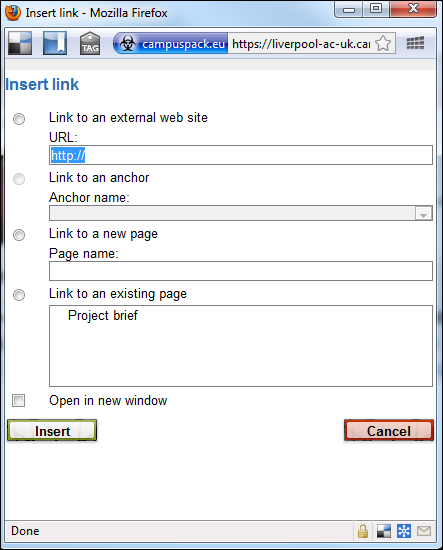 Insert link - Mozilla Firefox
TAG
campuspack.eu https://liverpool-ac-uk.car
Insert link
Link to an external web site
URL:
http://
Link to an anchor
Anchor name:
Link to a new page
Page name:
Link to an existing page
Project brief
Open in new window
Insert Cancel
Done